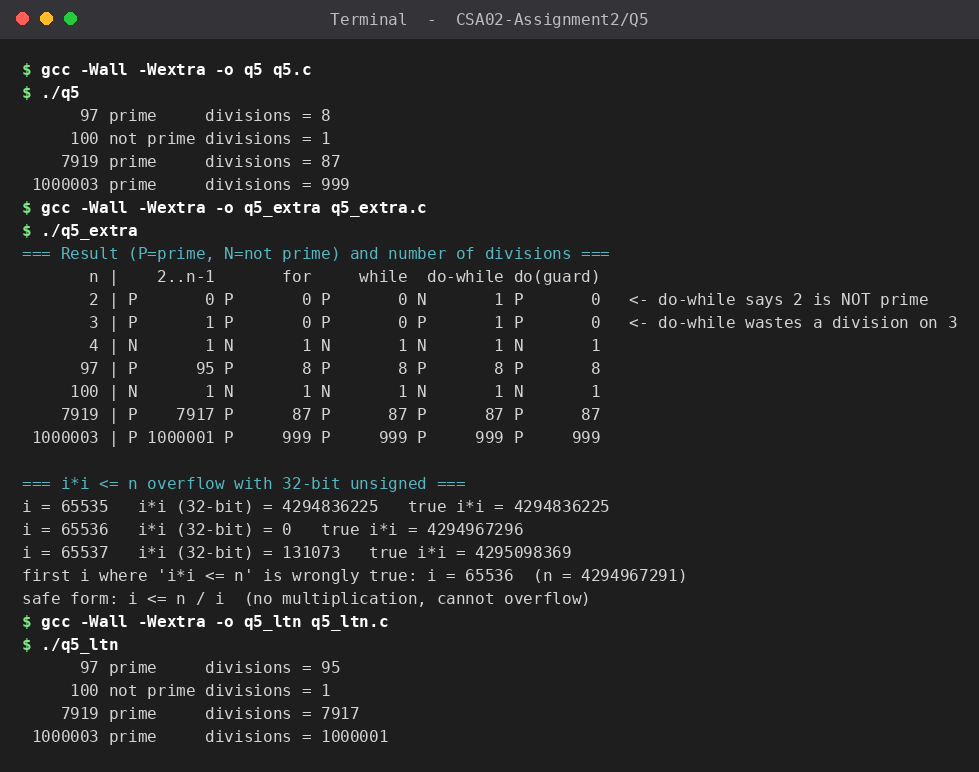 Terminal  -  CSA02-Assignment2/Q5
$ gcc -Wall -Wextra -o q5 q5.c
$ ./q5
      97 prime     divisions = 8
     100 not prime divisions = 1
    7919 prime     divisions = 87
 1000003 prime     divisions = 999
$ gcc -Wall -Wextra -o q5_extra q5_extra.c
$ ./q5_extra
=== Result (P=prime, N=not prime) and number of divisions ===
       n |    2..n-1       for     while  do-while do(guard)
       2 | P       0 P       0 P       0 N       1 P       0   <- do-while says 2 is NOT prime
       3 | P       1 P       0 P       0 P       1 P       0   <- do-while wastes a division on 3
       4 | N       1 N       1 N       1 N       1 N       1
      97 | P      95 P       8 P       8 P       8 P       8
     100 | N       1 N       1 N       1 N       1 N       1
    7919 | P    7917 P      87 P      87 P      87 P      87
 1000003 | P 1000001 P     999 P     999 P     999 P     999
=== i*i <= n overflow with 32-bit unsigned ===
i = 65535   i*i (32-bit) = 4294836225   true i*i = 4294836225
i = 65536   i*i (32-bit) = 0   true i*i = 4294967296
i = 65537   i*i (32-bit) = 131073   true i*i = 4295098369
first i where 'i*i <= n' is wrongly true: i = 65536  (n = 4294967291)
safe form: i <= n / i  (no multiplication, cannot overflow)
$ gcc -Wall -Wextra -o q5_ltn q5_ltn.c
$ ./q5_ltn
      97 prime     divisions = 95
     100 not prime divisions = 1
    7919 prime     divisions = 7917
 1000003 prime     divisions = 1000001